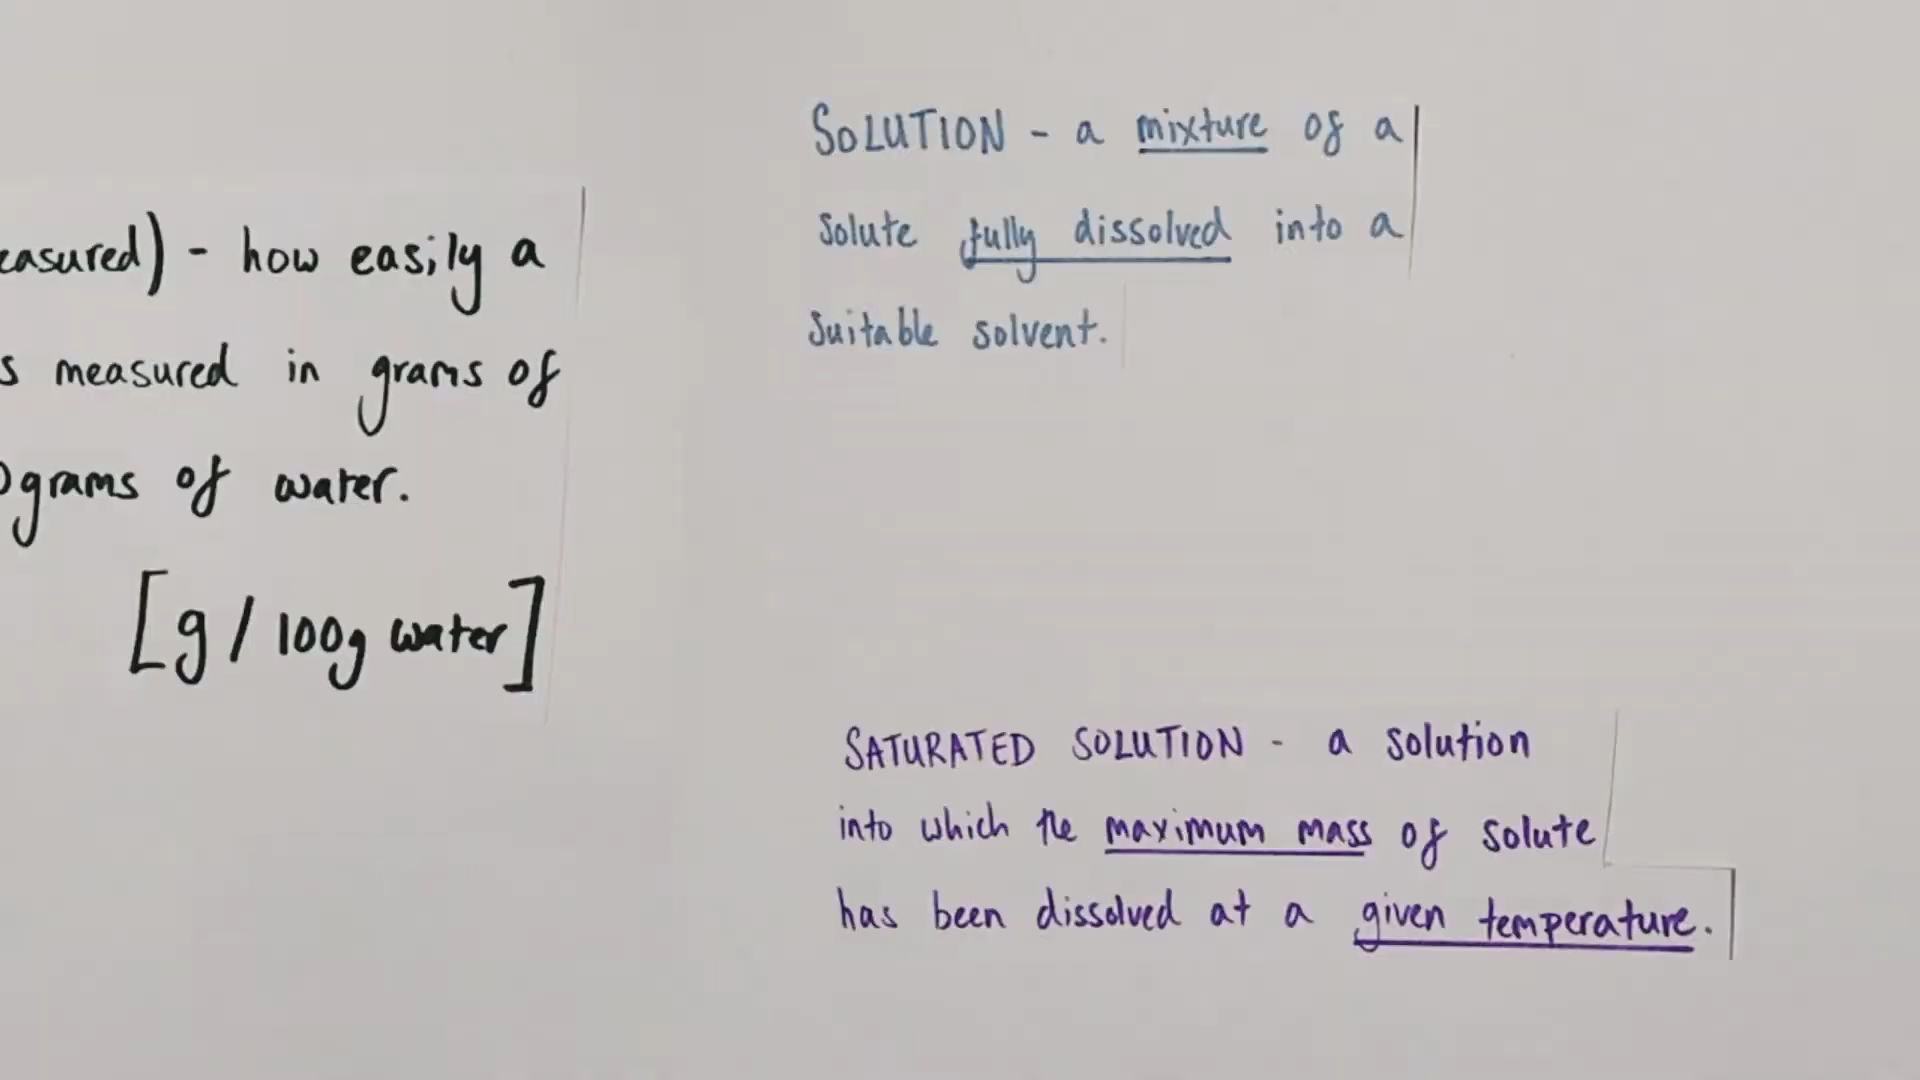 easured) - how easily a
s measured in grams of
0grams of water.
[g/100g water]
SOLUTION - a mixture of a
solute fully dissolved into a
suitable solvent.
SATURATED SOLUTION - a solution
into which the maximum mass of solute
has been dissolved at a given temperature.